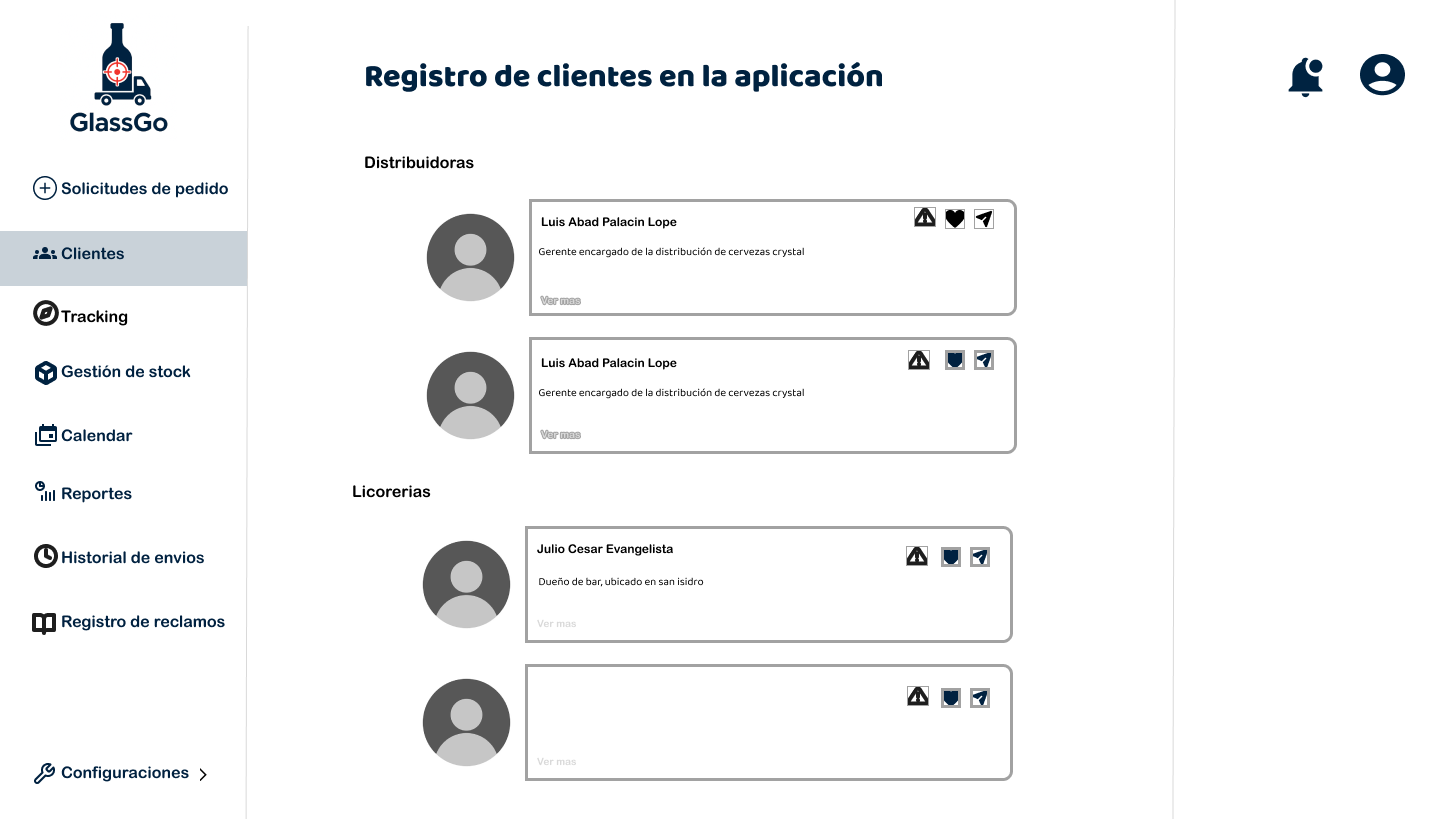 GlassGo
Solicitudes de pedido
Clientes
Tracking
Gestión de stock
Calendar
Reportes
Historial de envios
Registro de reclamos
Configuraciones
Registro de clientes en la aplicación
Distribuidoras
Luis Abad Palacin Lope
Gerente encargado de la distribución de cervezas crystal
Ver mas
Luis Abad Palacin Lope
Gerente encargado de la distribución de cervezas crystal
Ver mas
Licorerias
Julio Cesar Evangelista
Dueño de bar, ubicado en san isidro
Ver mas
Ver mas